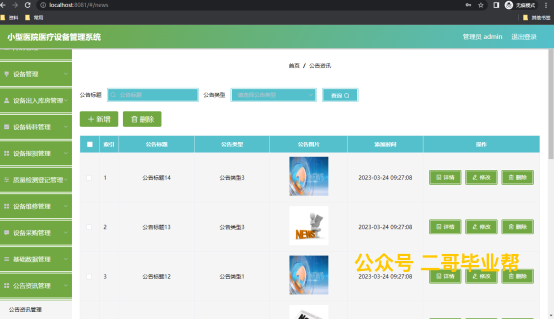 localhost:8081/#/news
无痕模式
资料 常用
其他书签
小型医院医疗设备管理系统
管理员 admin 退出登录
设备管理
设备出入库房管理
设备转科管理
设备报废管理
质量检测登记管理
设备维修管理
设备采购管理
基础数据管理
公告资讯管理
公告资讯管理
首页 / 公告资讯
公告标题 公告标题 公告类型 查询
新增 删除
索引 公告标题 公告类型 公告图片 添加时间 操作
1 公告标题14 公告类型3 2023-03-24 09:27:08 详情 修改 删除
2 公告标题13 公告类型3 NEWS 2023-03-24 09:27:08 详情 修改 删除
3 公告标题12 公告类型1 2023-03-24 09:27:08 详情 修改 删除
公众号 二哥毕业帮